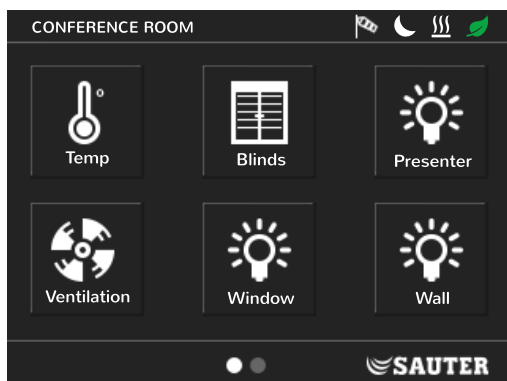 CONFERENCE ROOM
Temp
Blinds
Presenter
Ventilation
Window
Wall
SAUTER